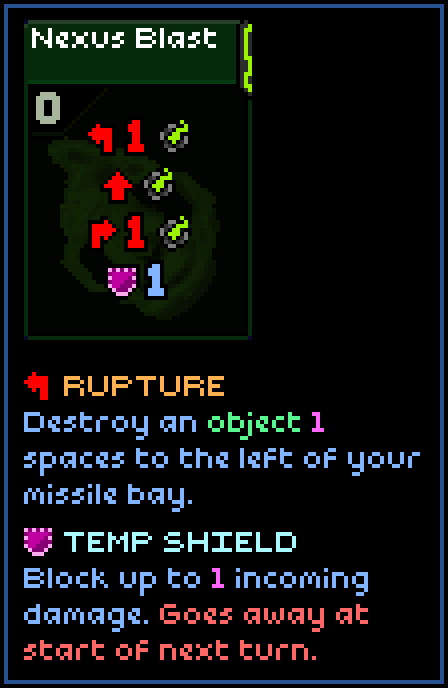 Nexus Blast
0
1
1
1
RUPTURE
Destroy an object 1
spaces to the left of your
missile bay.
TEMP SHIELD
Block up to 1 incoming
damage. Goes away at
start of next turn.